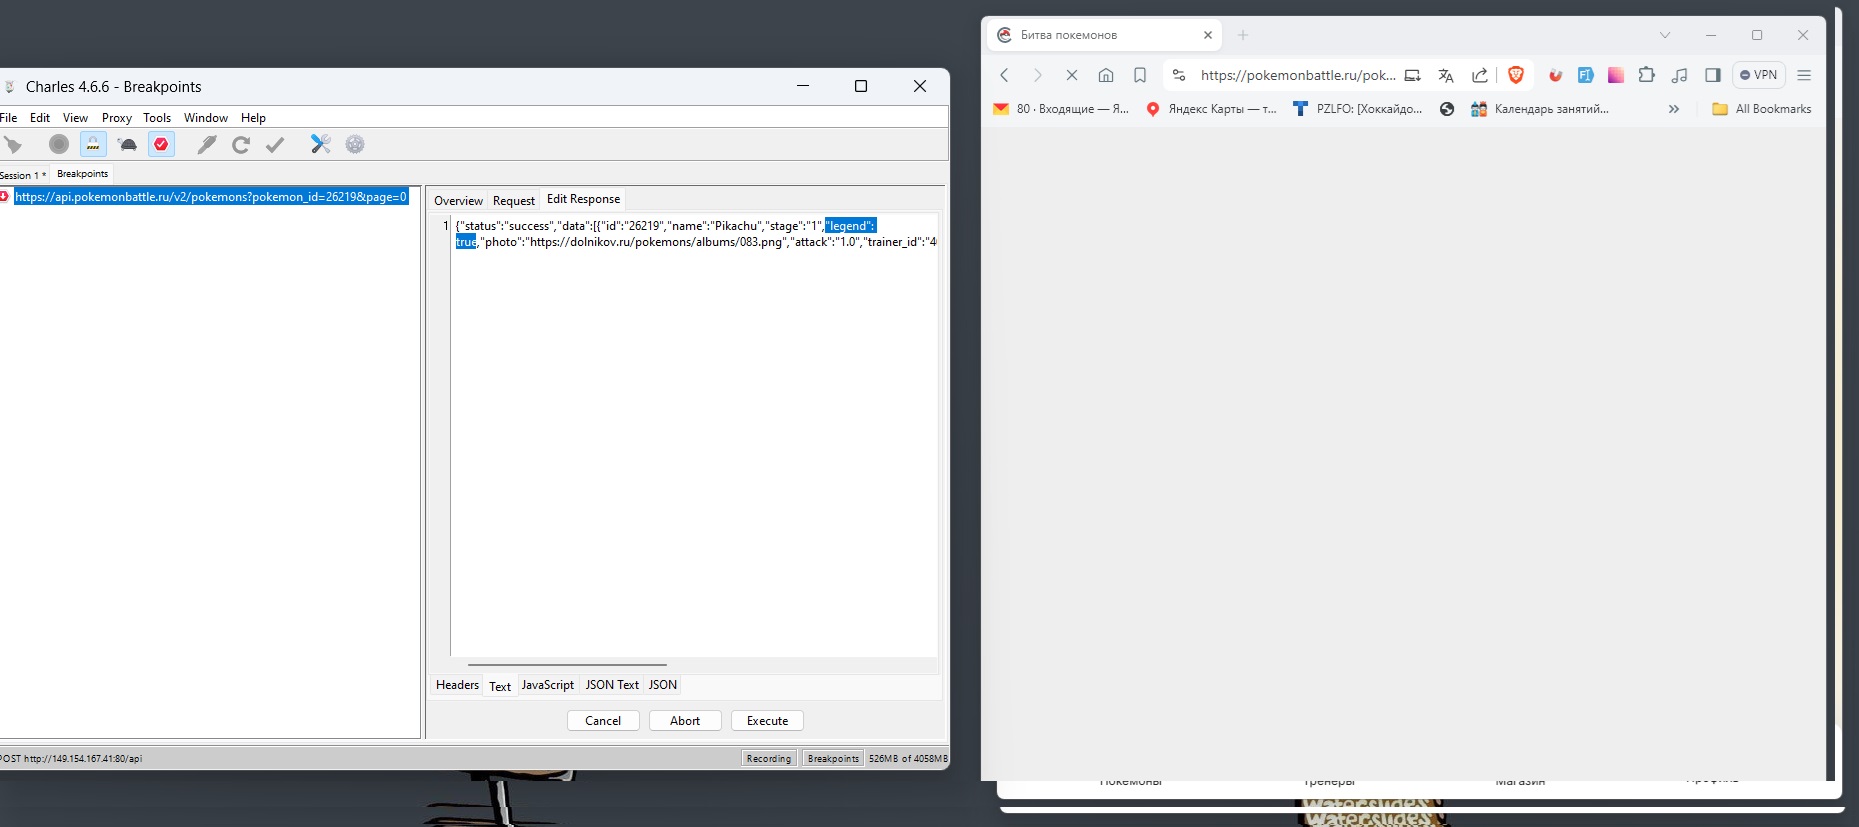 Charles 4.6.6 - Breakpoints
File Edit View Proxy Tools Window Help
Session 1 * Breakpoints
https://api.pokemonbattle.ru/v2/pokemons?pokemon_id=26219&page=0
Overview Request Edit Response
1 {"status":"success","data":[{"id":"26219","name":"Pikachu","stage":"1","legend":
true,"photo":"https://dolnikov.ru/pokemons/albums/083.png","attack":"1.0","trainer_id":"4
Headers Text JavaScript JSON Text JSON
Cancel Abort Execute
POST http://149.154.167.41:80/api Recording Breakpoints 526MB of 4058MB
Битва покемонов
https://pokemonbattle.ru/pok... VPN
80 · Входящие — Я... Яндекс Карты — т... PZLFO: [Хоккайдо... Календарь занятий... » All Bookmarks
Покемоны Тренеры Магазин Профиль
Waterslides
Waterslides